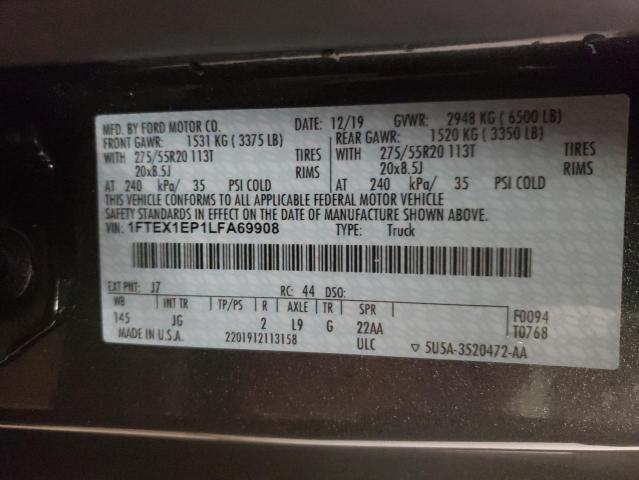 MFD. BY FORD MOTOR CO. DATE: 12/19 GVWR: 2948 KG ( 6500 LB)
FRONT GAWR: 1531 KG ( 3375 LB) REAR GAWR: 1520 KG ( 3350 LB)
WITH 275/55R20 113T TIRES WITH 275/55R20 113T TIRES
20x8.5J RIMS 20x8.5J RIMS
AT 240 kPa/ 35 PSI COLD AT 240 kPa/ 35 PSI COLD
THIS VEHICLE CONFORMS TO ALL APPLICABLE FEDERAL MOTOR VEHICLE
SAFETY STANDARDS IN EFFECT ON THE DATE OF MANUFACTURE SHOWN ABOVE.
VIN: 1FTEX1EP1LFA69908 TYPE: Truck
EXT PNT: J7 RC: 44 DSO:
WB INT TR TP/PS R AXLE TR SPR F0094
145 JG 2 L9 G 22AA T0768
MADE IN U.S.A. 2201912113158 ULC ▽ 5U5A-3520472-AA